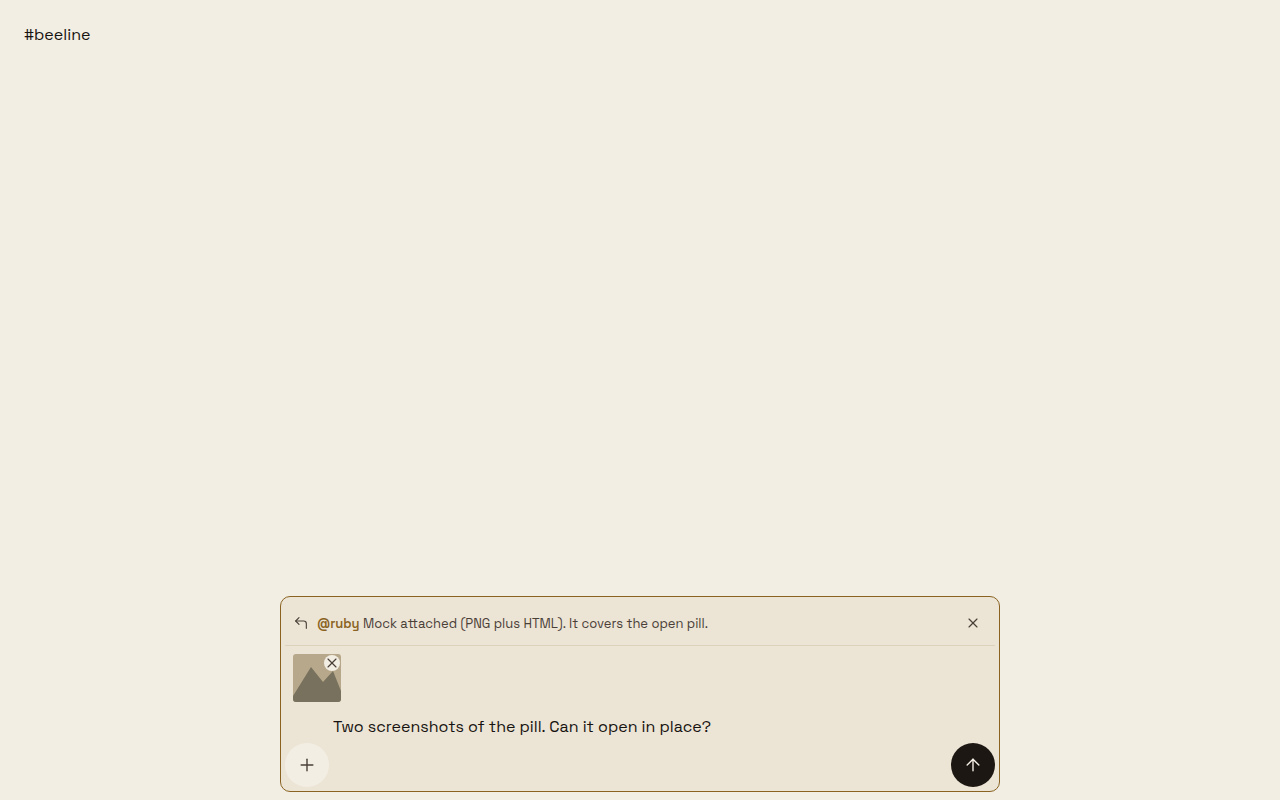 #beeline
@ruby Mock attached (PNG plus HTML). It covers the open pill.
Two screenshots of the pill. Can it open in place?